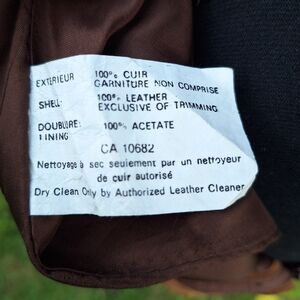 EXTERIEUR 100% CUIR
GARNITURE NON COMPRISE
SHELL: 100% LEATHER
EXCLUSIVE OF TRIMMING
DOUBLURE: 100% ACETATE
LINING
CA 10682
Nettoyage à sec seulement par un nettoyeur
de cuir autorisé
Dry Clean Only by Authorized Leather Cleaner